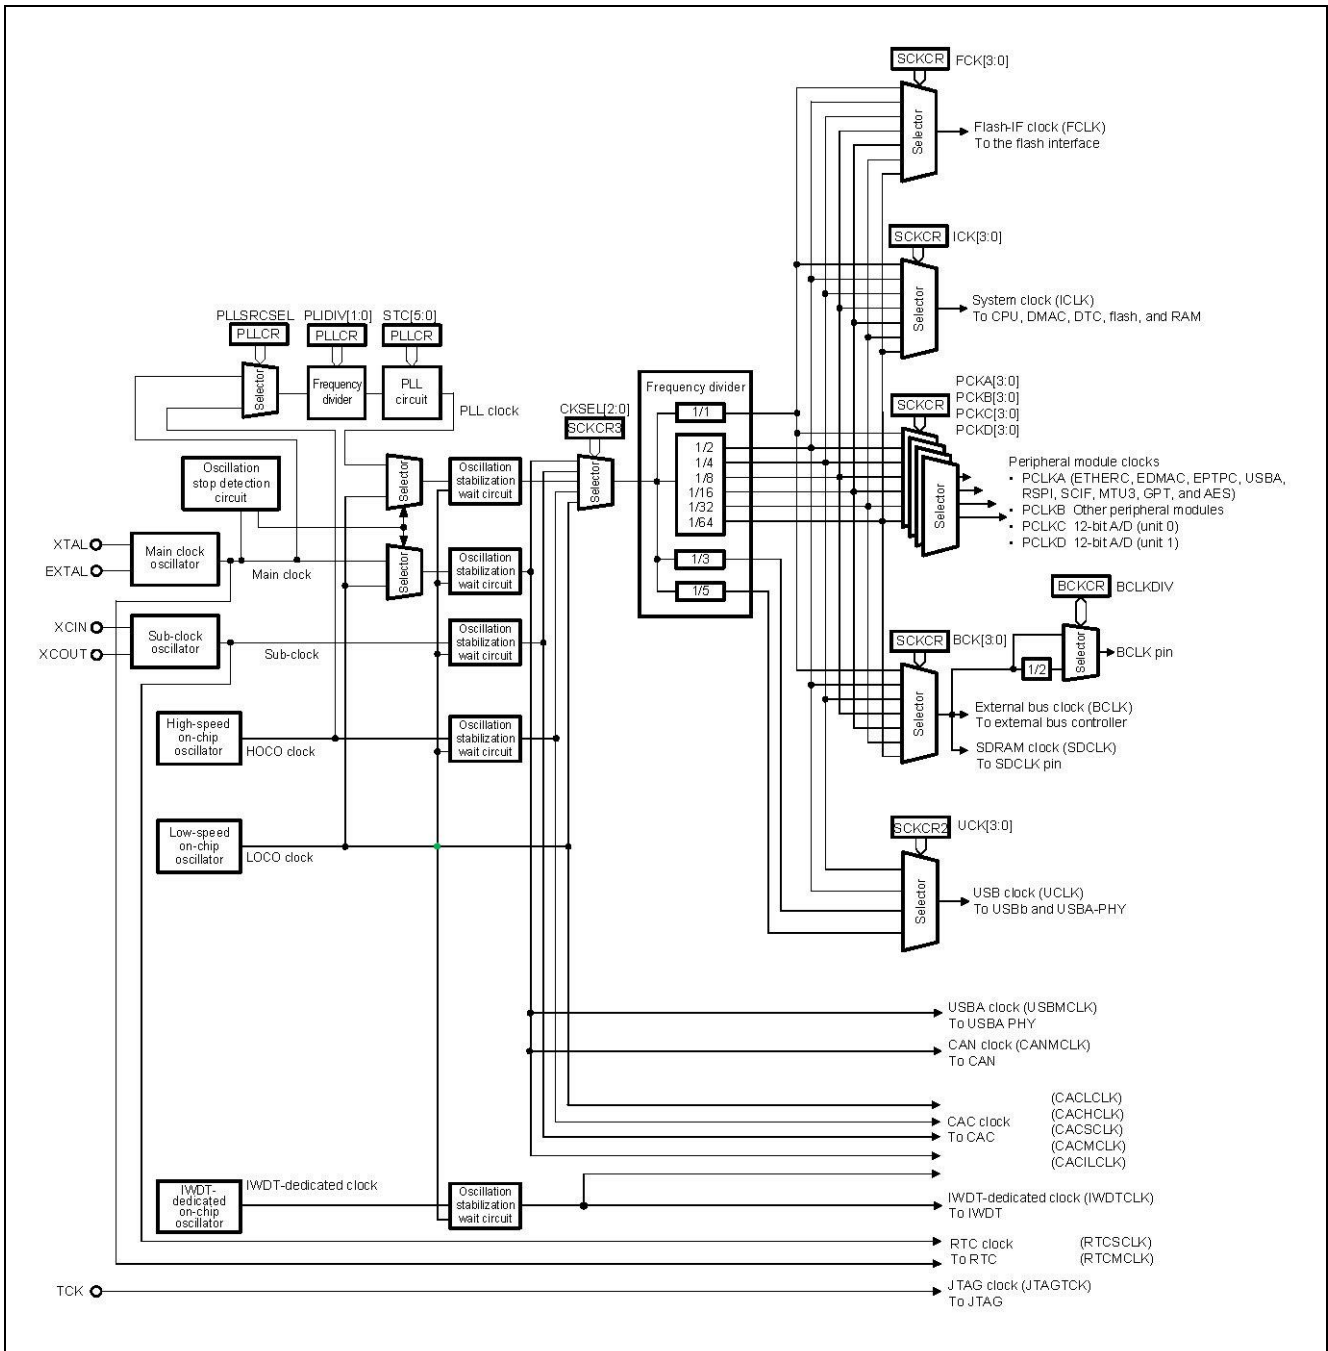 SCKCR FCK[3:0]
Selector
Flash-IF clock (FCLK)
To the flash interface
SCKCR ICK[3:0]
Selector
System clock (ICLK)
To CPU, DMAC, DTC, flash, and RAM
PLLSRCSEL PLIDIV[1:0] STC[5:0]
PLLCR PLLCR PLLCR
Selector
Frequency
divider
PLL
circuit
PLL clock
CKSEL[2:0]
SCKCR3
Selector
Frequency divider
1/1
1/2
1/4
1/8
1/16
1/32
1/64
1/3
1/5
PCKA[3:0]
PCKB[3:0]
PCKC[3:0]
PCKD[3:0]
SCKCR
Selector
Peripheral module clocks
• PCLKA (ETHERC, EDMAC, EPTPC, USBA,
RSPI, SCIF, MTU3, GPT, and AES)
• PCLKB Other peripheral modules
• PCLKC 12-bit A/D (unit 0)
• PCLKD 12-bit A/D (unit 1)
Oscillation
stop detection
circuit
Selector
Oscillation
stabilization
wait circuit
XTAL
EXTAL
Main clock
oscillator
Main clock
Selector
Oscillation
stabilization
wait circuit
XCIN
XCOUT
Sub-clock
oscillator
Sub-clock
Oscillation
stabilization
wait circuit
BCKCR BCLKDIV
Selector
1/2
BCLK pin
SCKCR BCK[3:0]
Selector
External bus clock (BCLK)
To external bus controller
SDRAM clock (SDCLK)
To SDCLK pin
High-speed
on-chip
oscillator
HOCO clock
Oscillation
stabilization
wait circuit
Low-speed
on-chip
oscillator
LOCO clock
SCKCR2 UCK[3:0]
Selector
USB clock (UCLK)
To USBb and USBA-PHY
USBA clock (USBMCLK)
To USBA PHY
CAN clock (CANMCLK)
To CAN
(CACLCLK)
CAC clock (CACHCLK)
To CAC (CACSCLK)
(CACMCLK)
(CACILCLK)
IWDT-
dedicated
on-chip
oscillator
IWDT-dedicated clock
Oscillation
stabilization
wait circuit
IWDT-dedicated clock (IWDTCLK)
To IWDT
RTC clock (RTCSCLK)
To RTC (RTCMCLK)
TCK
JTAG clock (JTAGTCK)
To JTAG